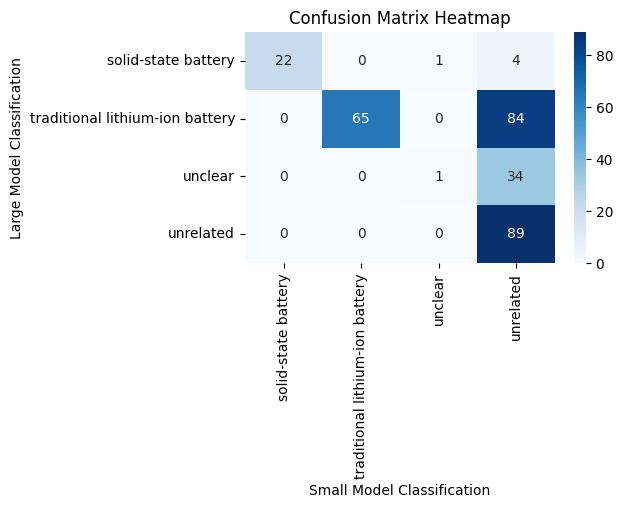 Confusion Matrix Heatmap
Large Model Classification
solid-state battery 22 0 1 4
traditional lithium-ion battery 0 65 0 84
unclear 0 0 1 34
unrelated 0 0 0 89
80
60
40
20
0
solid-state battery
traditional lithium-ion battery
unclear
unrelated
Small Model Classification